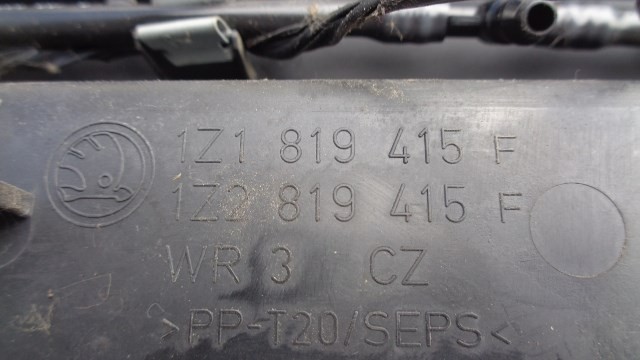 1Z1 819 415 F
1Z2 819 415 F
WR 3 CZ
>PP-T20/SEPS<